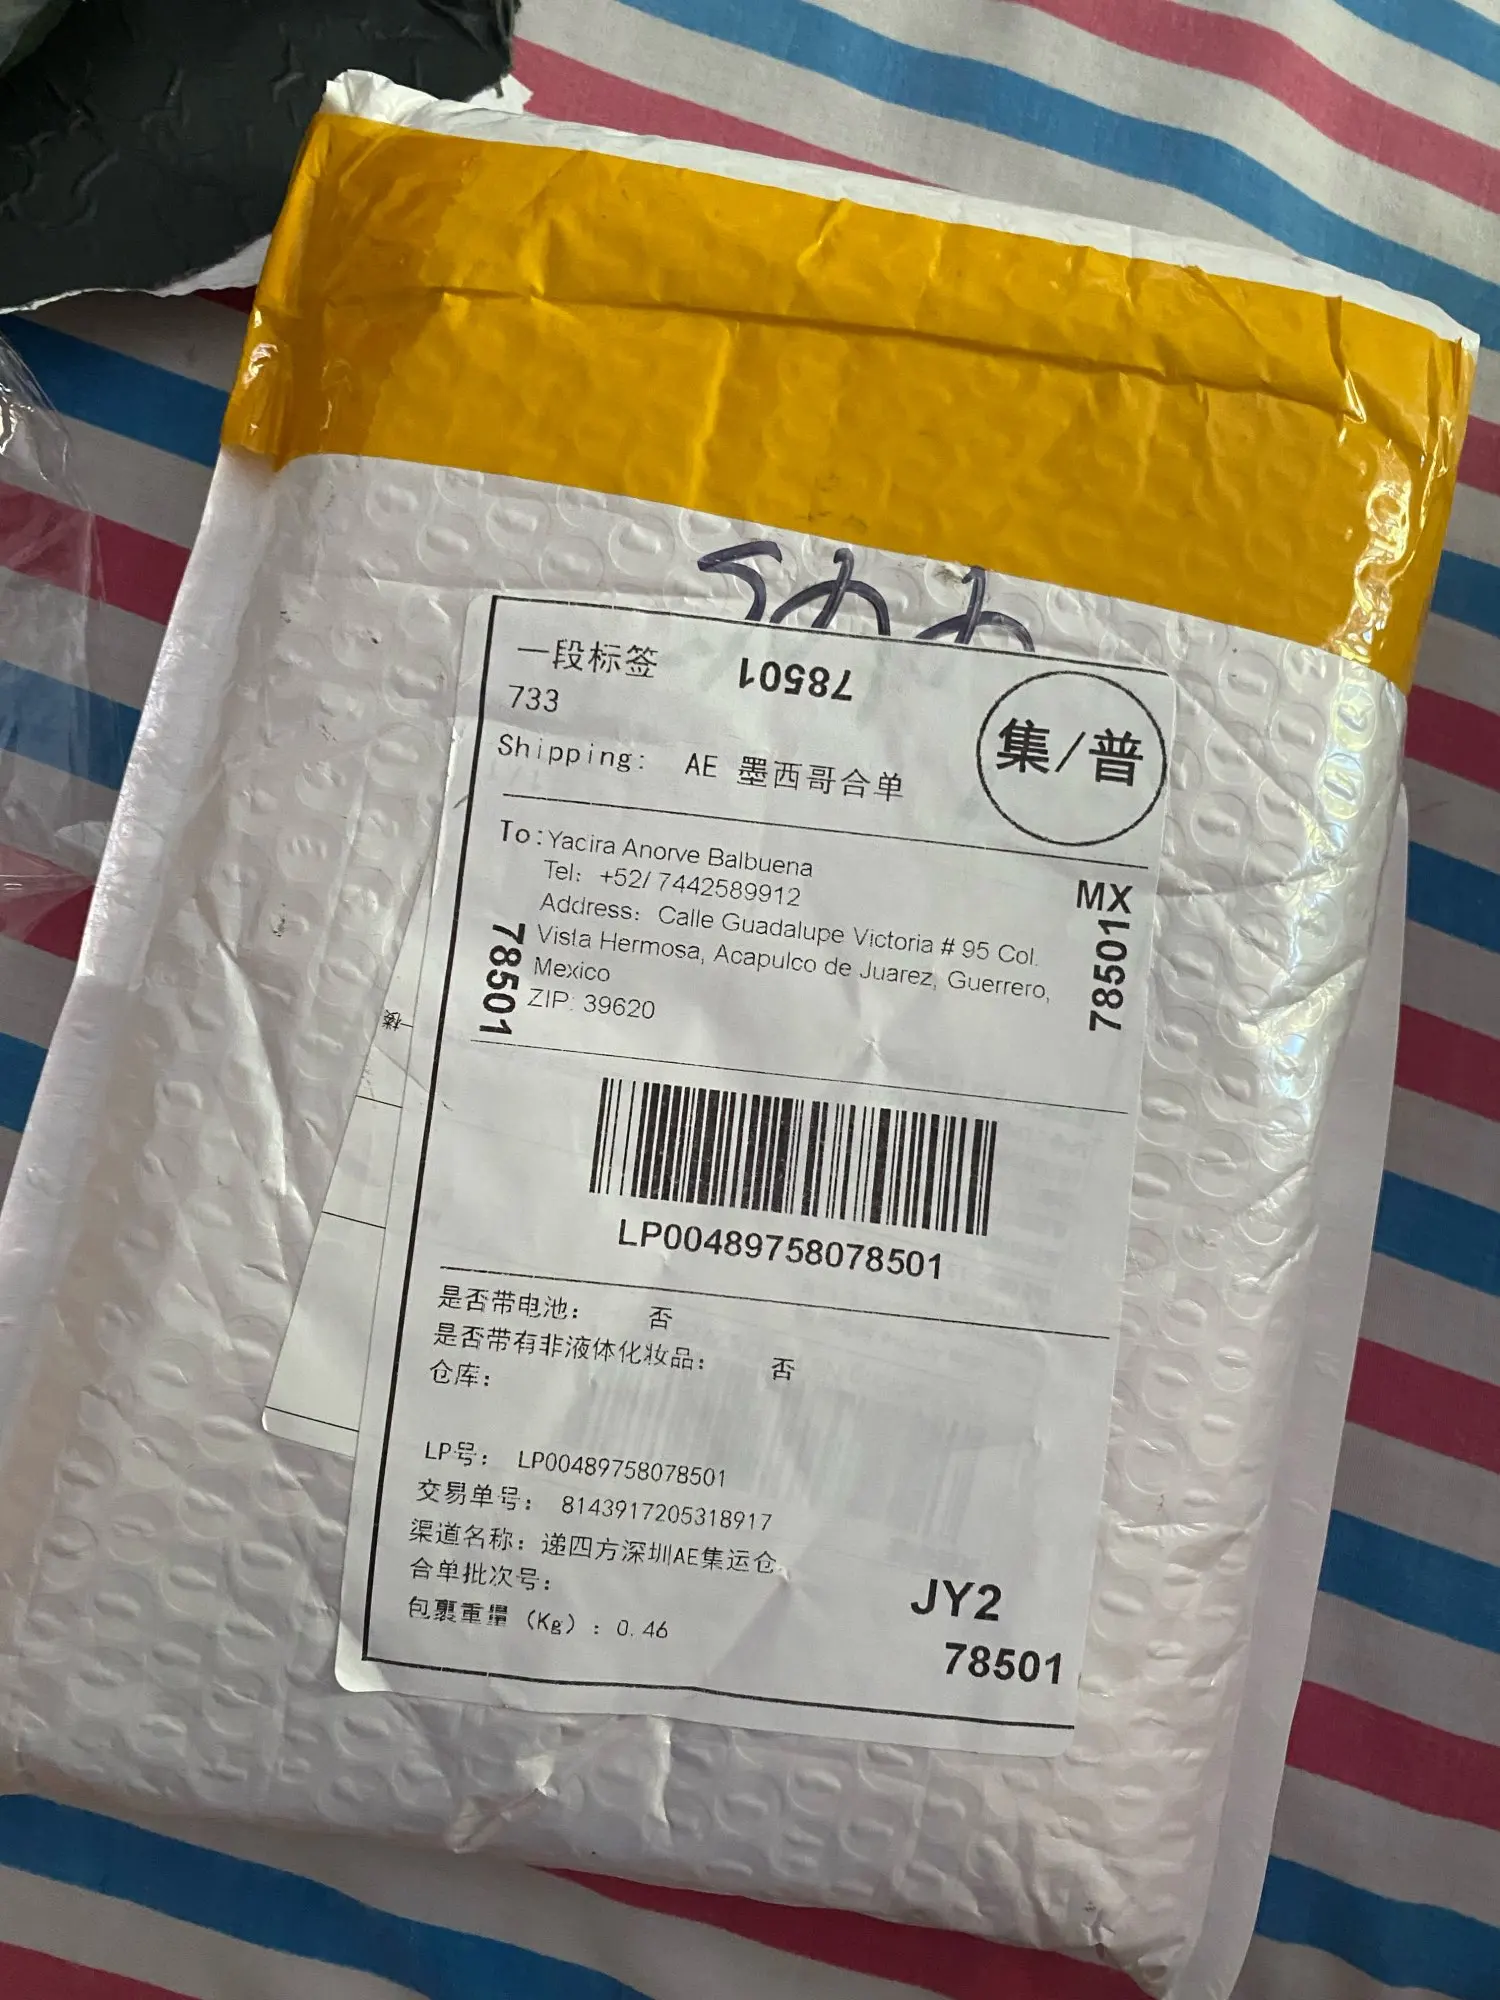 一段标签
78501
733
集/普
Shipping: AE 墨西哥合单
To: Yacira Anorve Balbuena
Tel: +52/ 7442589912
Address: Calle Guadalupe Victoria # 95 Col.
Vista Hermosa, Acapulco de Juarez, Guerrero,
Mexico
ZIP: 39620
78501
MX
78501
LP00489758078501
是否带电池: 否
是否带有非液体化妆品: 否
仓库:
LP号: LP00489758078501
交易单号: 8143917205318917
渠道名称: 递四方深圳AE集运仓
合单批次号:
包裹重量 (Kg) : 0.46
JY2
78501